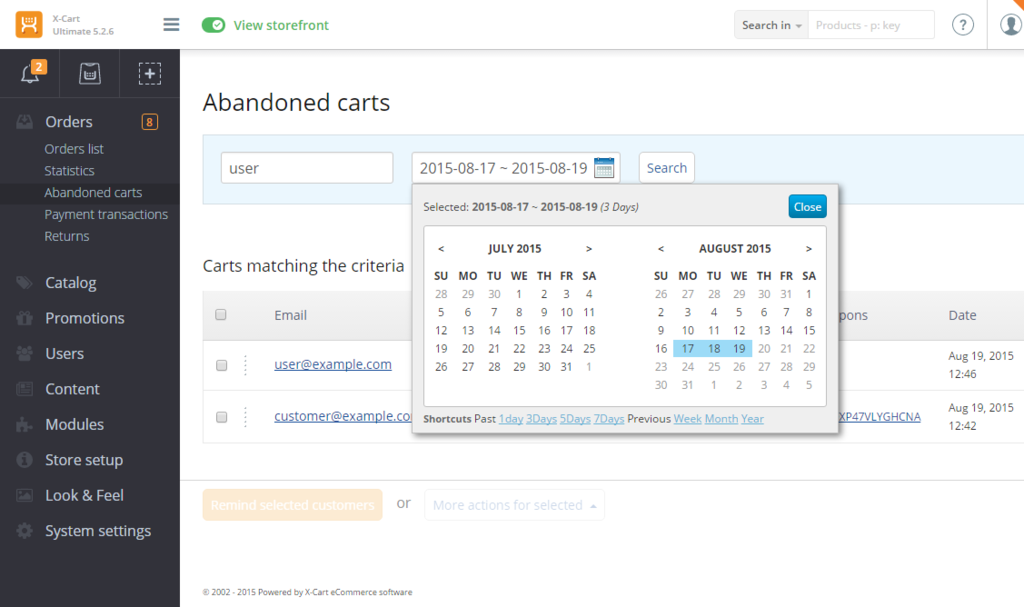 X-Cart
Ultimate 5.2.6
View storefront
Search in
Products - p: key
?
2
Orders 8
Orders list
Statistics
Abandoned carts
Payment transactions
Returns
Catalog
Promotions
Users
Content
Modules
Store setup
Look & Feel
System settings
Abandoned carts
user
2015-08-17 ~ 2015-08-19
Search
Selected: 2015-08-17 ~ 2015-08-19 (3 Days)
Close
< JULY 2015 >
SU MO TU WE TH FR SA
28 29 30 1 2 3 4
5 6 7 8 9 10 11
12 13 14 15 16 17 18
19 20 21 22 23 24 25
26 27 28 29 30 31 1
< AUGUST 2015 >
SU MO TU WE TH FR SA
26 27 28 29 30 31 1
2 3 4 5 6 7 8
9 10 11 12 13 14 15
16 17 18 19 20 21 22
23 24 25 26 27 28 29
30 31 1 2 3 4 5
Shortcuts Past 1day 3Days 5Days 7Days Previous Week Month Year
Carts matching the criteria
Email pons Date
user@example.com
Aug 19, 2015
12:46
customer@example.co XP47VLYGHCNA
Aug 19, 2015
12:42
Remind selected customers or More actions for selected
© 2002 - 2015 Powered by X-Cart eCommerce software